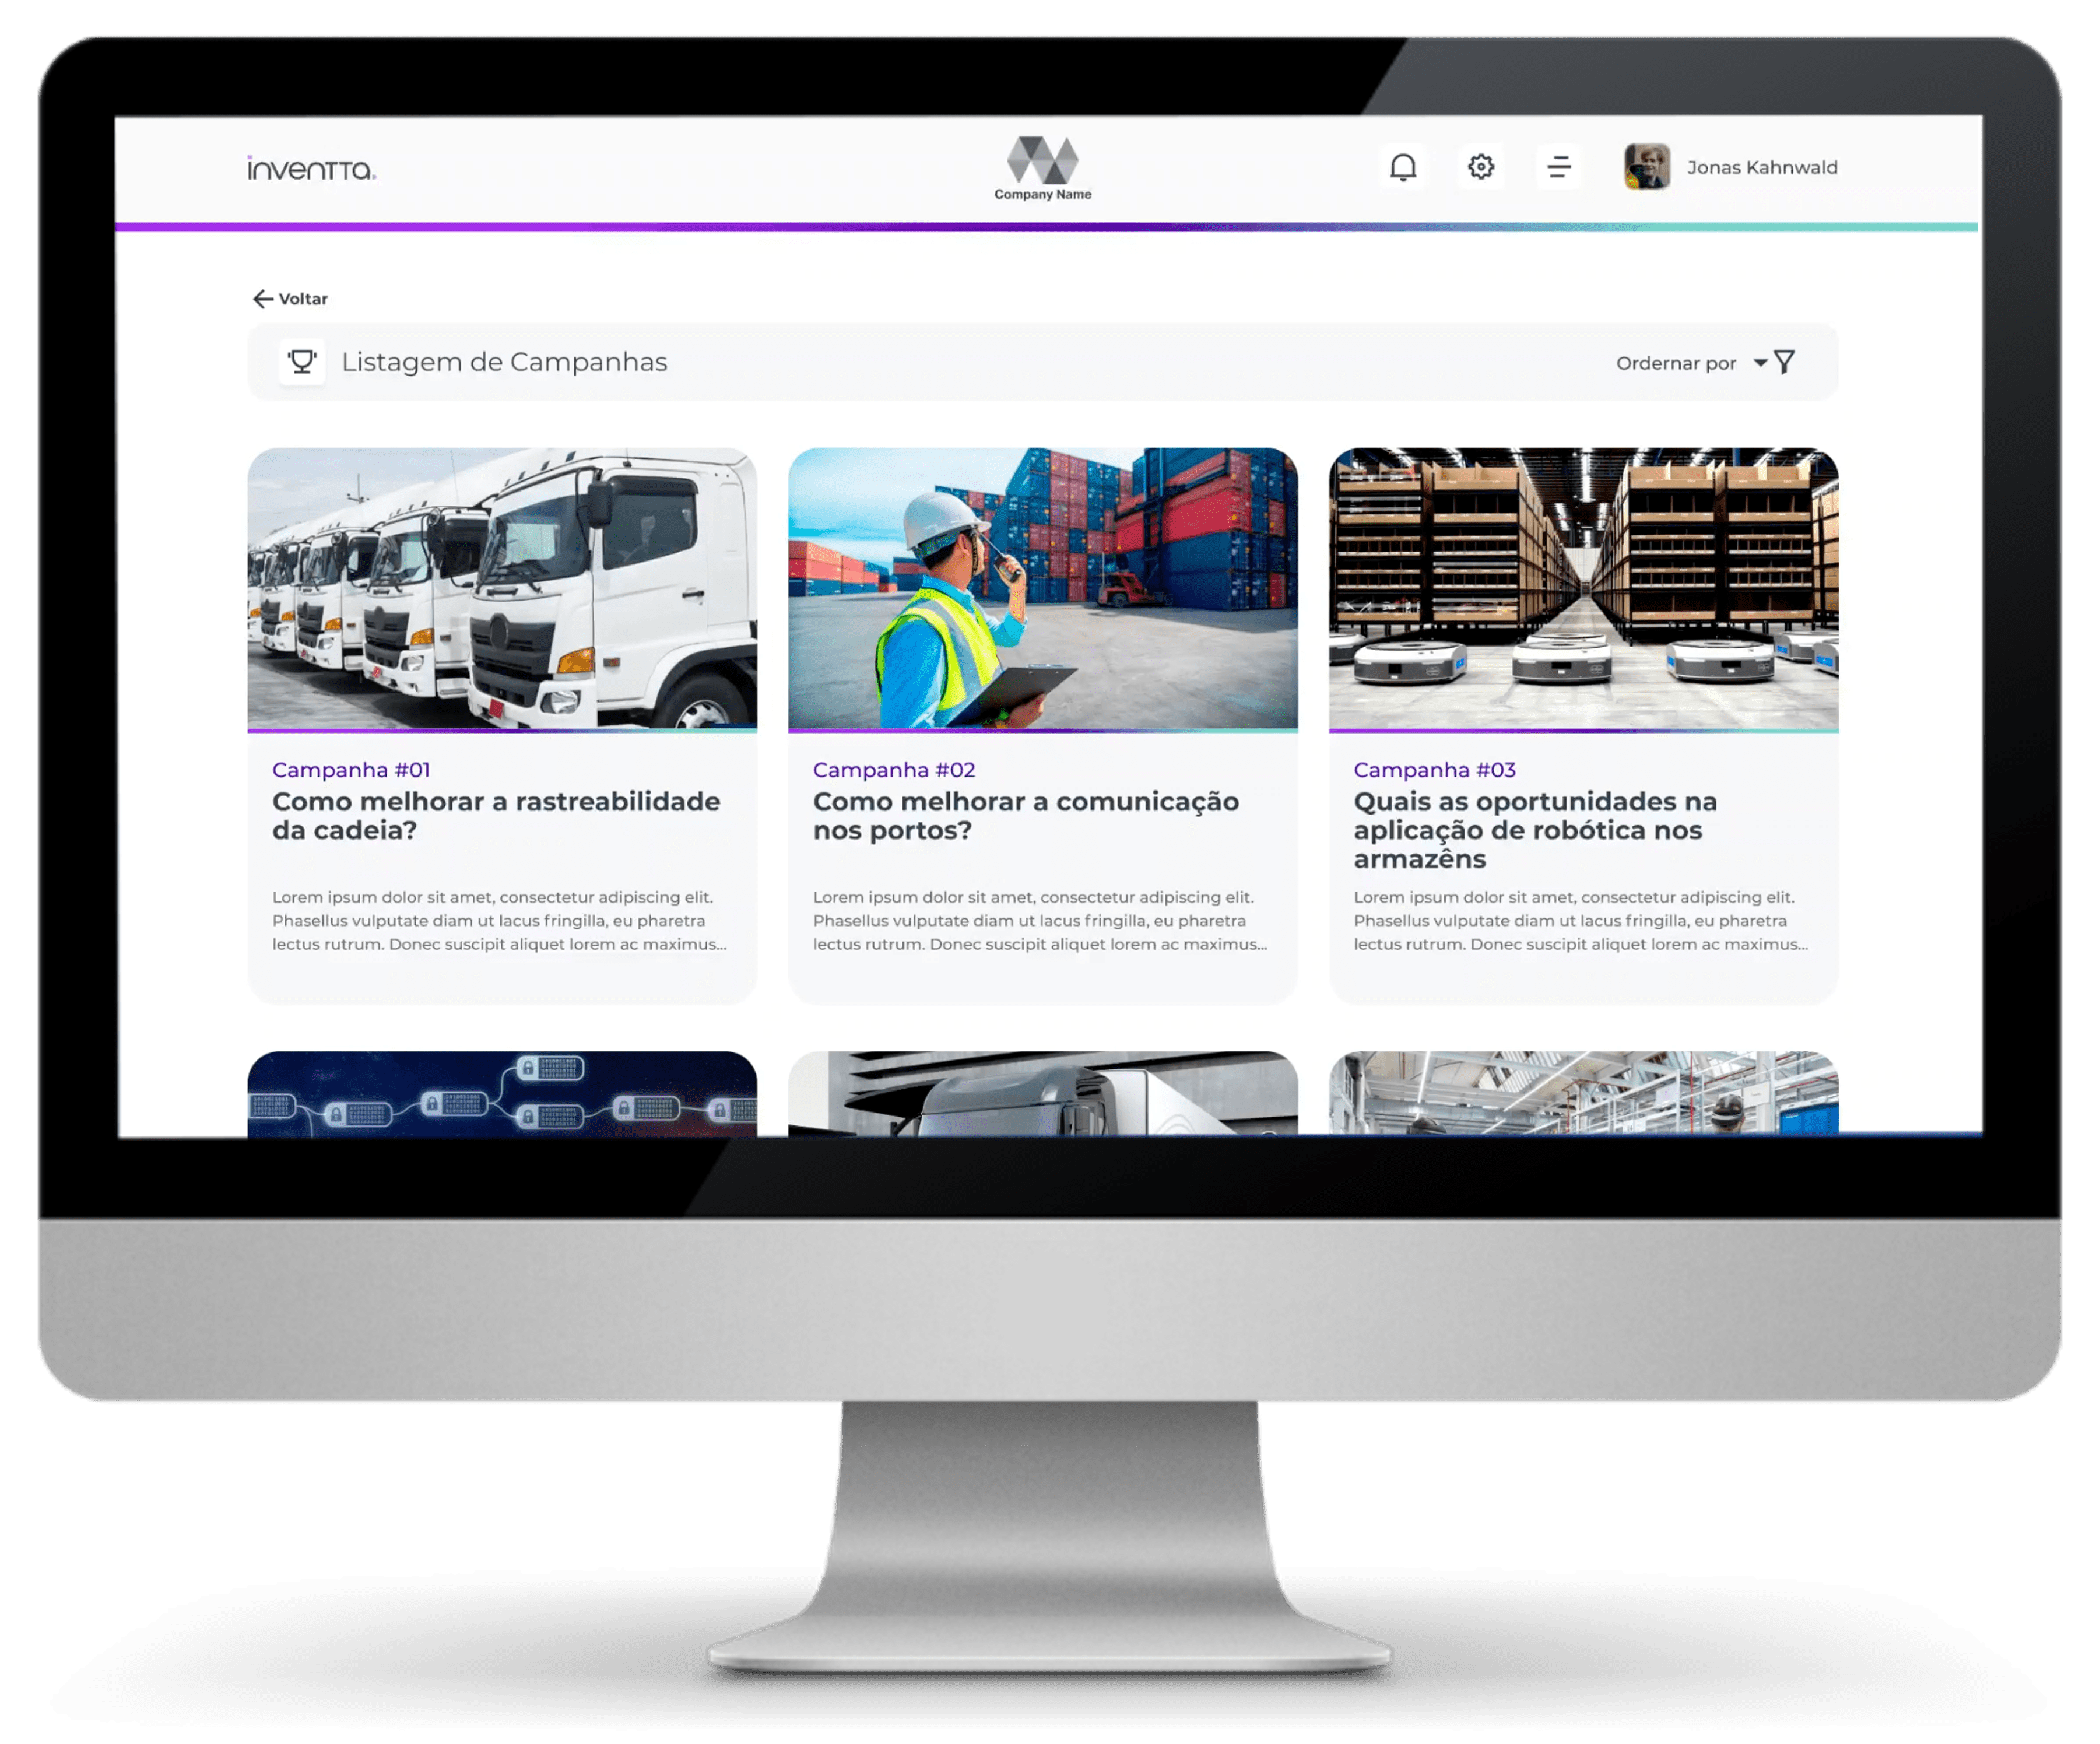 inventta.
Company Name
Jonas Kahnwald
Voltar
Listagem de Campanhas
Ordernar por
Campanha #01
Como melhorar a rastreabilidade
da cadeia?
Lorem ipsum dolor sit amet, consectetur adipiscing elit.
Phasellus vulputate diam ut lacus fringilla, eu pharetra
lectus rutrum. Donec suscipit aliquet lorem ac maximus...
Campanha #02
Como melhorar a comunicação
nos portos?
Lorem ipsum dolor sit amet, consectetur adipiscing elit.
Phasellus vulputate diam ut lacus fringilla, eu pharetra
lectus rutrum. Donec suscipit aliquet lorem ac maximus...
Campanha #03
Quais as oportunidades na
aplicação de robótica nos
armazêns
Lorem ipsum dolor sit amet, consectetur adipiscing elit.
Phasellus vulputate diam ut lacus fringilla, eu pharetra
lectus rutrum. Donec suscipit aliquet lorem ac maximus...